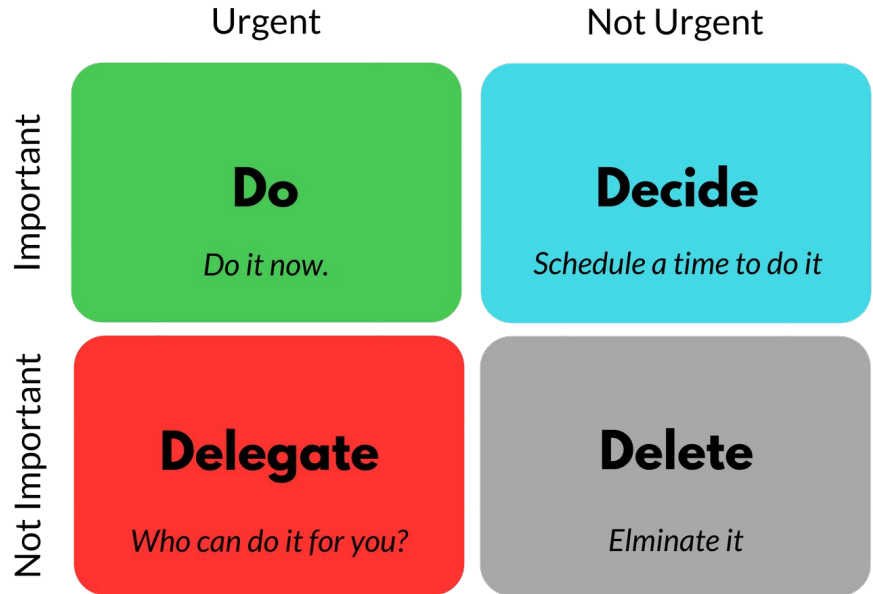 Urgent
Not Urgent
Important
Do
Do it now.
Decide
Schedule a time to do it
Not Important
Delegate
Who can do it for you?
Delete
Elminate it